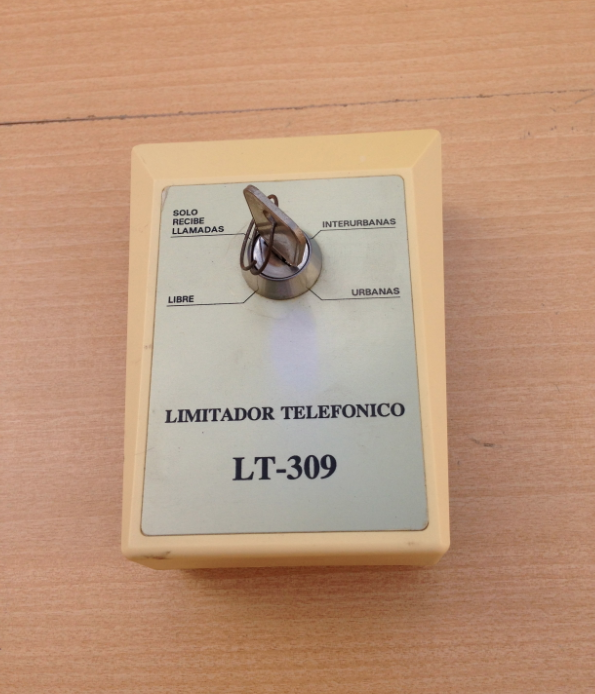 SOLO
RECIBE
LLAMADAS
INTERURBANAS
LIBRE
URBANAS
LIMITADOR TELEFONICO
LT-309